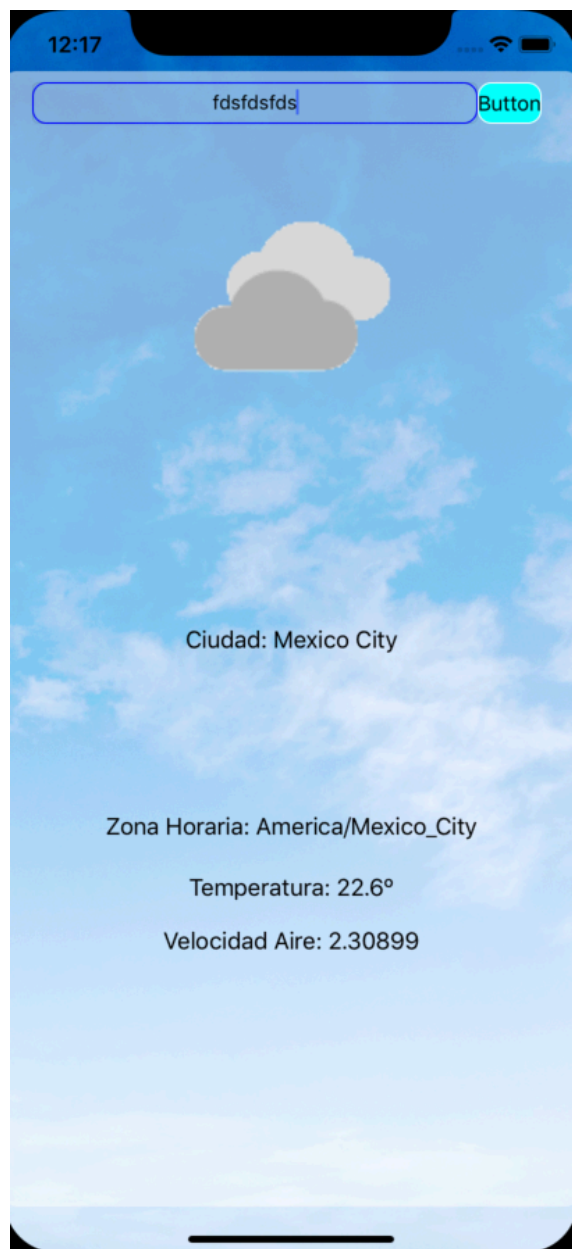 12:17
fdsfdsfds Button
Ciudad: Mexico City
Zona Horaria: America/Mexico_City
Temperatura: 22.6º
Velocidad Aire: 2.30899